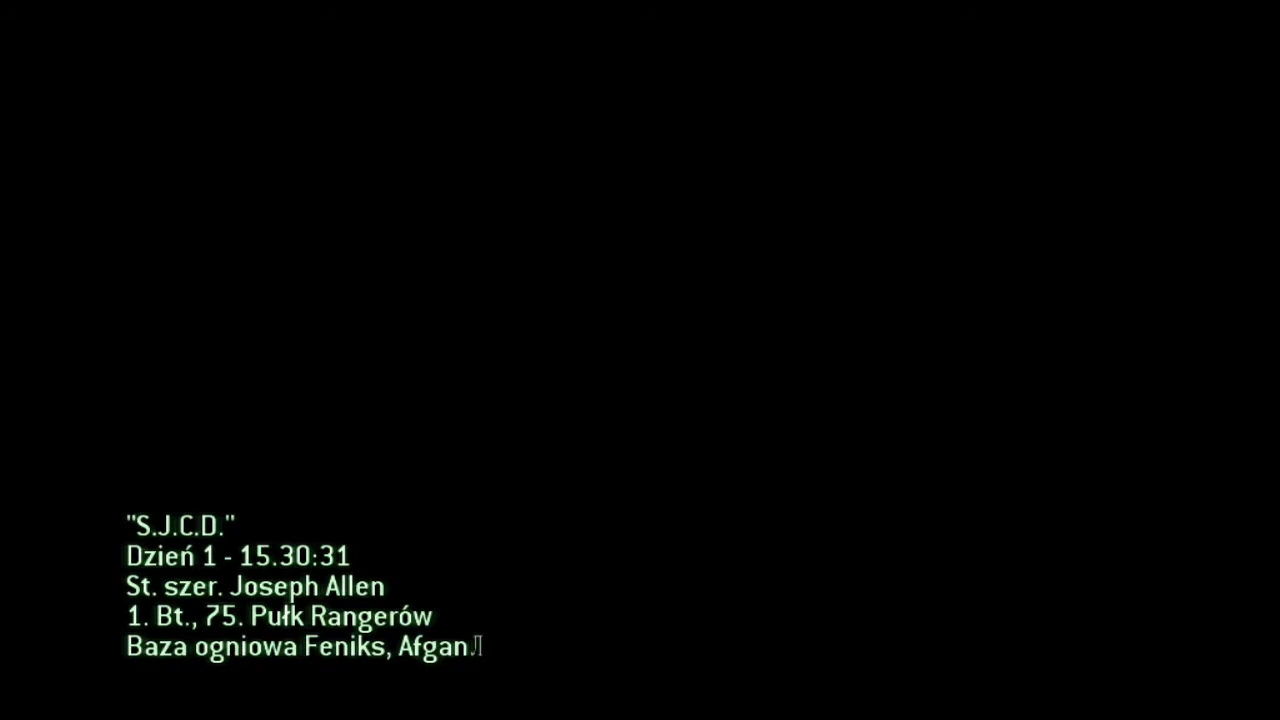 "S.J.C.D."
Dzień 1 - 15.30:31
St. szer. Joseph Allen
1. Bt., 75. Pułk Rangerów
Baza ogniowa Feniks, Afgan